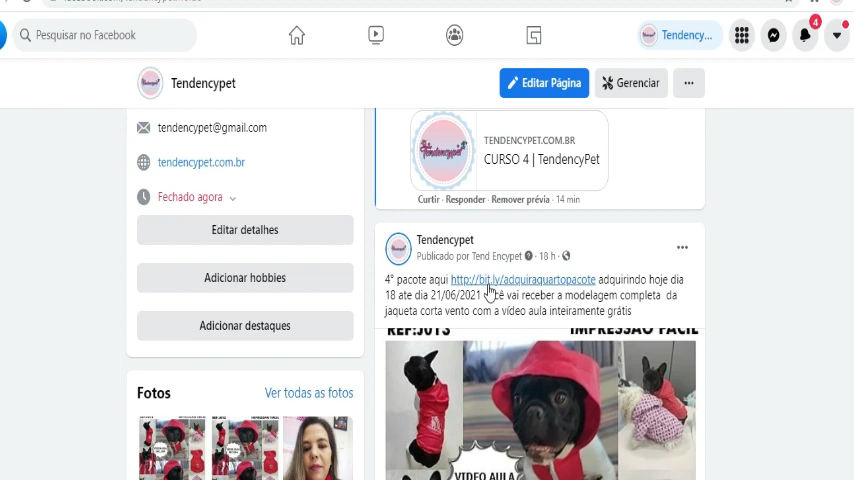 Pesquisar no Facebook
Tendency...
4
Tendencypet
Editar Página
Gerenciar
tendencypet@gmail.com
tendencypet.com.br
Fechado agora
Editar detalhes
Adicionar hobbies
Adicionar destaques
Fotos
Ver todas as fotos
Tendencypet
TENDENCYPET.COM.BR
CURSO 4 | TendencyPet
Curtir · Responder · Remover prévia · 14 min
Tendencypet
Publicado por Tend Encypet · 18 h ·
4° pacote aqui http://bit.ly/adquiraquartopacote adquirindo hoje dia
18 ate dia 21/06/2021 você vai receber a modelagem completa da
jaqueta corta vento com a vídeo aula inteiramente grátis
REF:J013
IMPRESSÃO FACIL
VIDEO AULA